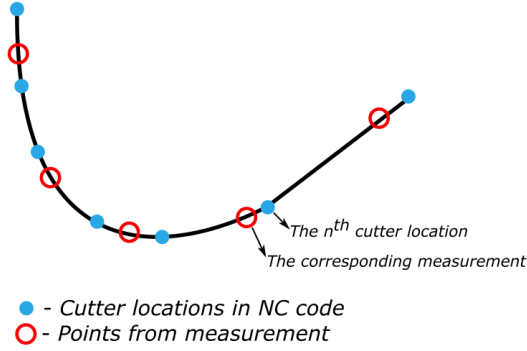 The nth cutter location
The corresponding measurement
- Cutter locations in NC code
- Points from measurement